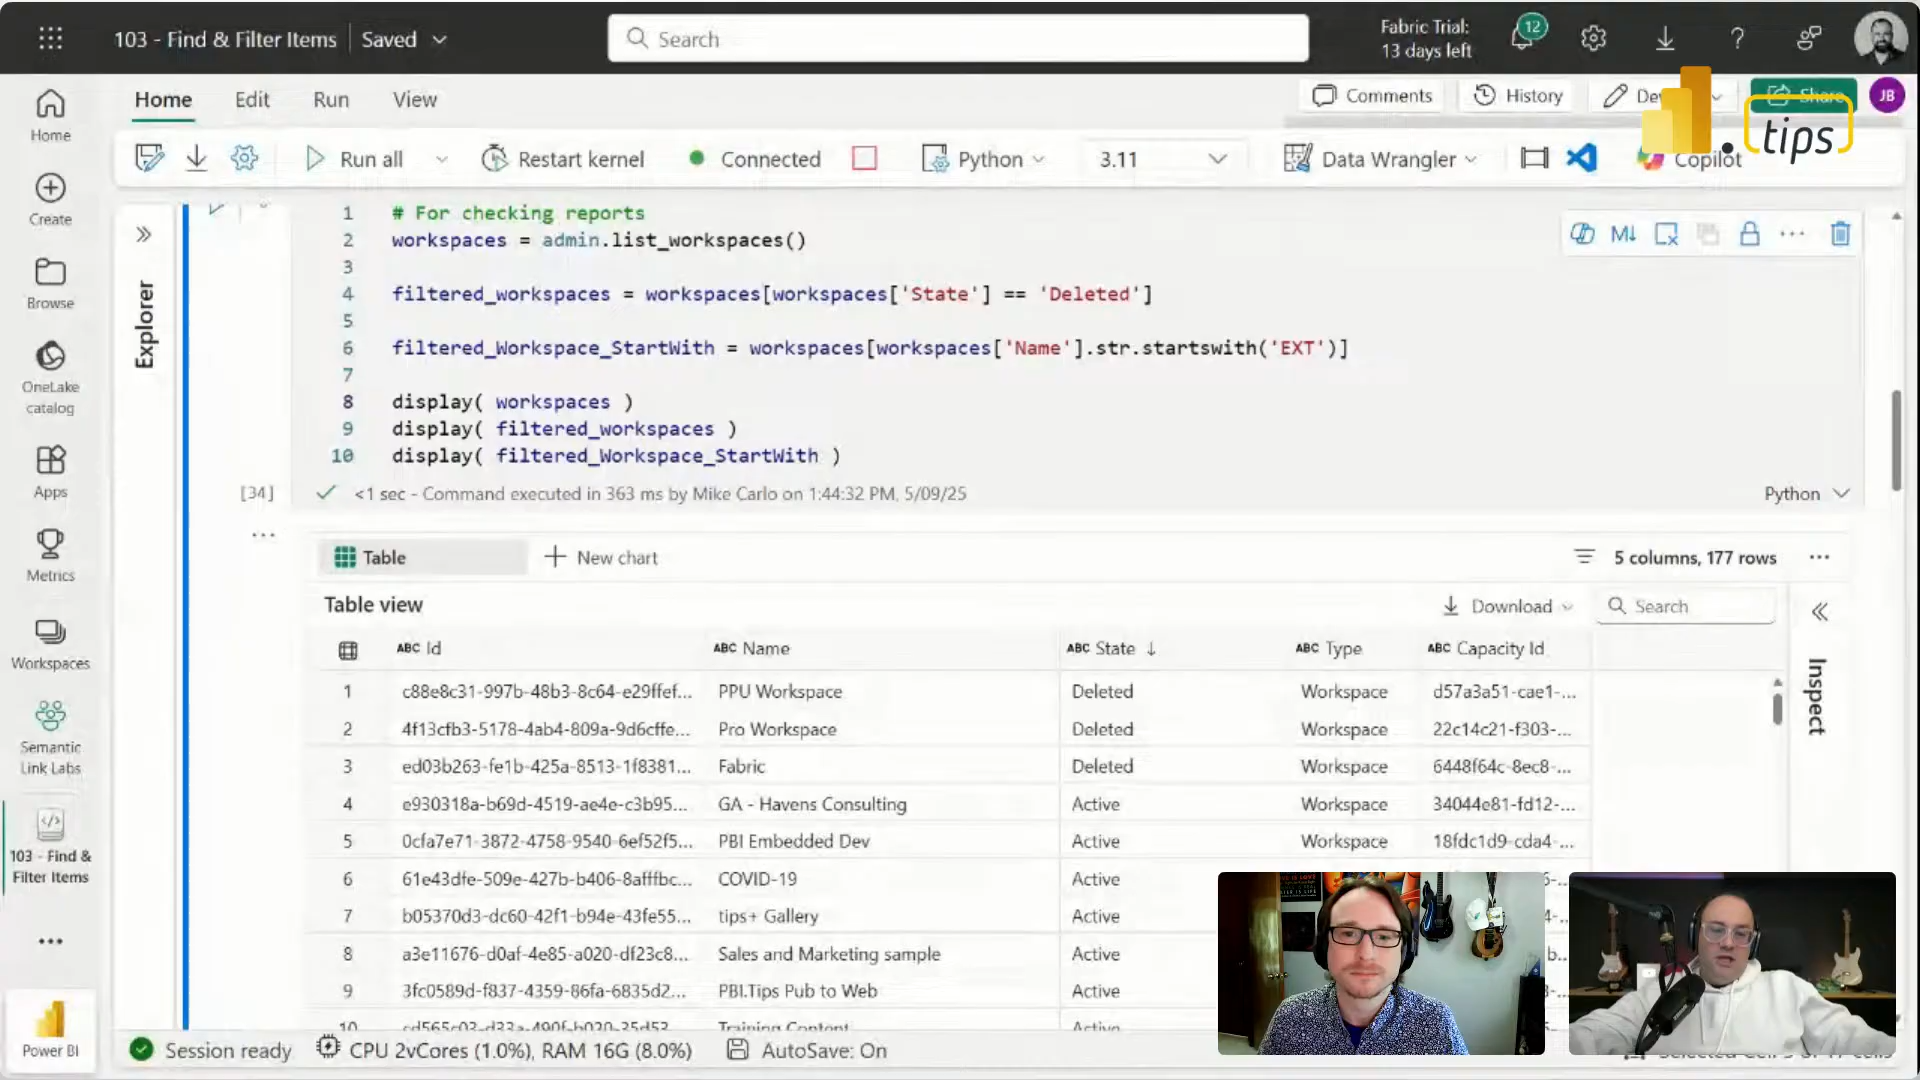 103 - Find & Filter Items
Saved
Search
Fabric Trial:
13 days left
12
Home
Edit
Run
View
Comments
History
Share
JB
.tips
Run all
Restart kernel
Connected
Python
3.11
Data Wrangler
Copilot
Home
Create
Browse
OneLake
catalog
Apps
Metrics
Workspaces
Semantic
Link Labs
103 - Find &
Filter Items
Power BI
Explorer
1 # For checking reports
2 workspaces = admin.list_workspaces()
3
4 filtered_workspaces = workspaces[workspaces['State'] == 'Deleted']
5
6 filtered_Workspace_StartWith = workspaces[workspaces['Name'].str.startswith('EXT')]
7
8 display( workspaces )
9 display( filtered_workspaces )
10 display( filtered_Workspace_StartWith )
[34]
<1 sec - Command executed in 363 ms by Mike Carlo on 1:44:32 PM, 5/09/25
Python
Table
New chart
5 columns, 177 rows
Table view
Download
Search
Inspect
ABC Id ABC Name ABC State ABC Type ABC Capacity Id
1 c88e8c31-997b-48b3-8c64-e29ffef... PPU Workspace Deleted Workspace d57a3a51-cae1-...
2 4f13cfb3-5178-4ab4-809a-9d6cffe... Pro Workspace Deleted Workspace 22c14c21-f303-...
3 ed03b263-fe1b-425a-8513-1f8381... Fabric Deleted Workspace 6448f64c-8ec8-...
4 e930318a-b69d-4519-ae4e-c3b95... GA - Havens Consulting Active Workspace 34044e81-fd12-...
5 0cfa7e71-3872-4758-9540-6ef52f5... PBI Embedded Dev Active Workspace 18fdc1d9-cda4-...
6 61e43dfe-509e-427b-b406-8afffbc... COVID-19 Active
7 b05370d3-dc60-42f1-b94e-43fe55... tips+ Gallery Active
8 a3e11676-d0af-4e85-a020-df23c8... Sales and Marketing sample Active
9 3fc0589d-f837-4359-86fa-6835d2... PBI.Tips Pub to Web Active
10 Training Content Active
Session ready
CPU 2vCores (1.0%), RAM 16G (8.0%)
AutoSave: On